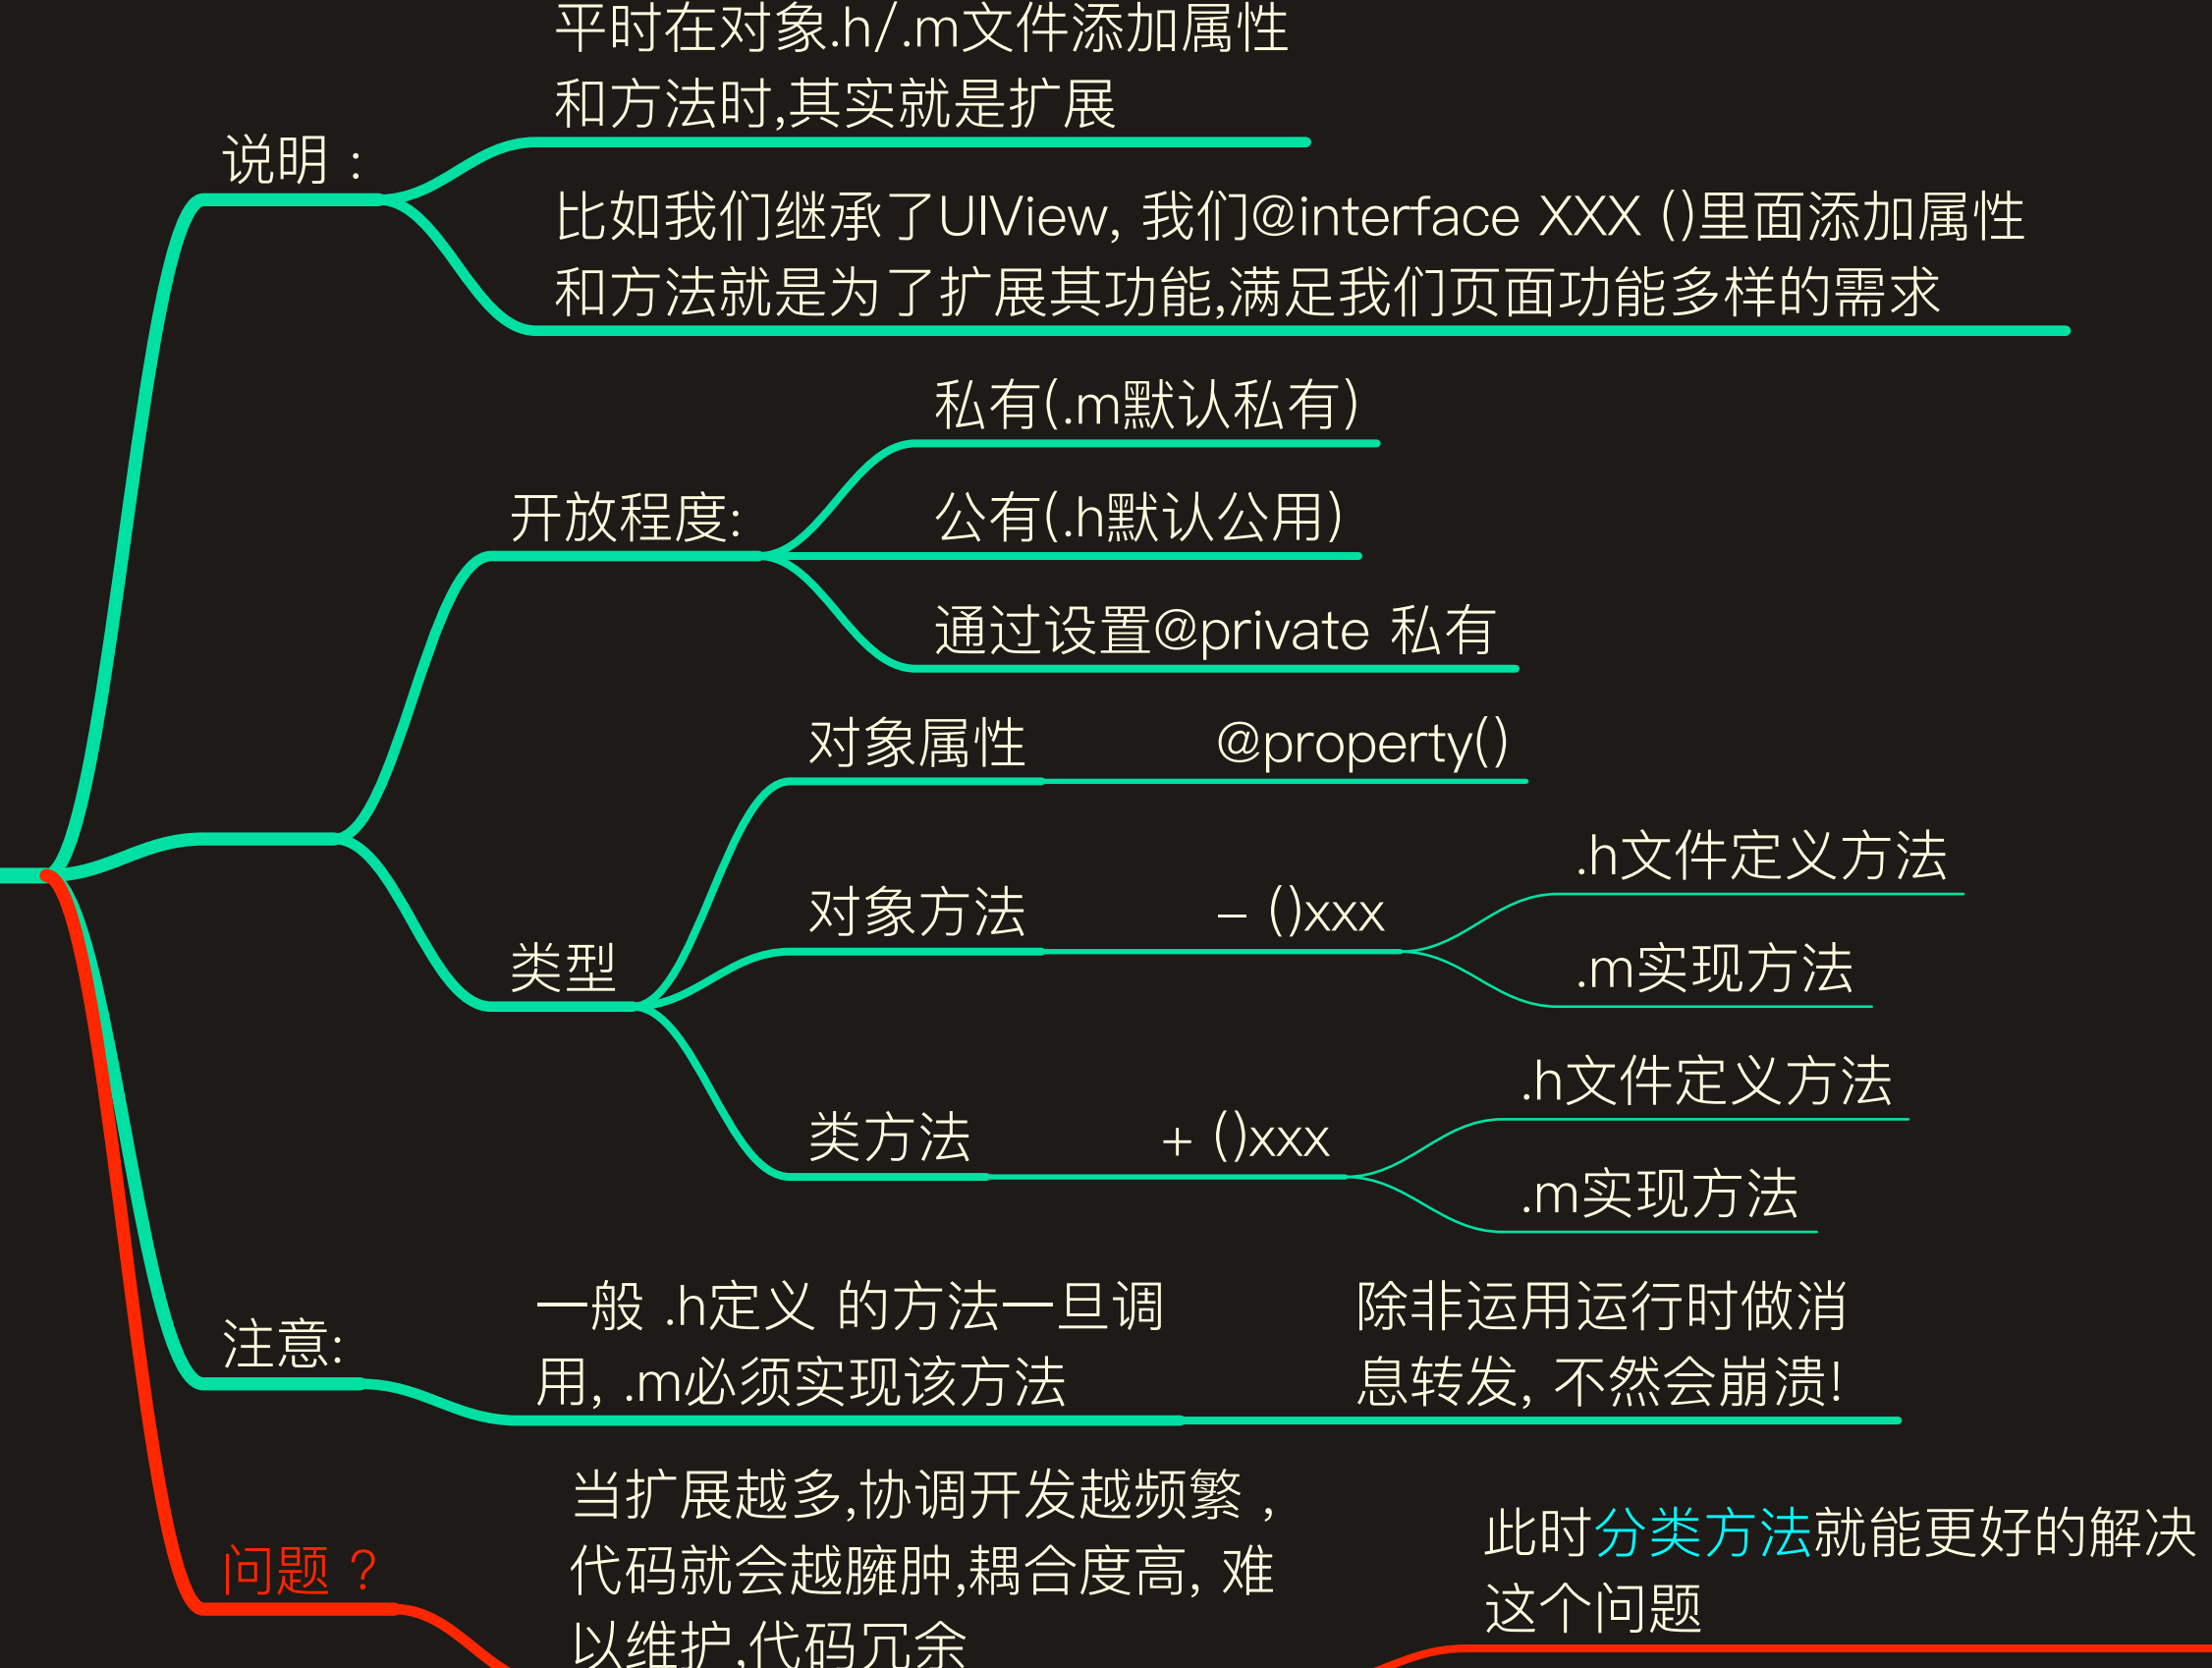 平时在对象.h/.m文件添加属性
和方法时,其实就是扩展
说明 :
比如我们继承了UIView, 我们@interface XXX ()里面添加属性
和方法就是为了扩展其功能,满足我们页面功能多样的需求
私有(.m默认私有)
开放程度:
公有(.h默认公用)
通过设置@private 私有
对象属性
@property()
.h文件定义方法
对象方法
- ()xxx
.m实现方法
类型
.h文件定义方法
类方法
+ ()xxx
.m实现方法
注意:
一般 .h定义 的方法一旦调
用, .m必须实现该方法
除非运用运行时做消
息转发, 不然会崩溃!
问题?
当扩展越多,协调开发越频繁 ,
代码就会越臃肿,耦合度高, 难
以维护,代码冗余
此时分类方法就能更好的解决
这个问题